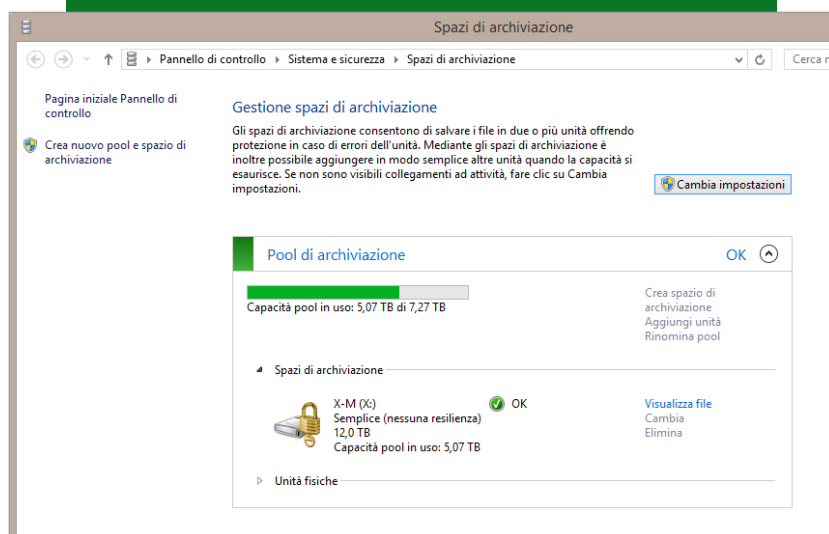 Spazi di archiviazione
Pannello di controllo
Sistema e sicurezza
Spazi di archiviazione
Cerca
Pagina iniziale Pannello di
controllo
Crea nuovo pool e spazio di
archiviazione
Gestione spazi di archiviazione
Gli spazi di archiviazione consentono di salvare i file in due o più unità offrendo
protezione in caso di errori dell'unità. Mediante gli spazi di archiviazione è
inoltre possibile aggiungere in modo semplice altre unità quando la capacità si
esaurisce. Se non sono visibili collegamenti ad attività, fare clic su Cambia
impostazioni.
Cambia impostazioni
Pool di archiviazione
OK
Capacità pool in uso: 5,07 TB di 7,27 TB
Crea spazio di
archiviazione
Aggiungi unità
Rinomina pool
Spazi di archiviazione
X-M (X:)
Semplice (nessuna resilienza)
12,0 TB
Capacità pool in uso: 5,07 TB
OK
Visualizza file
Cambia
Elimina
Unità fisiche